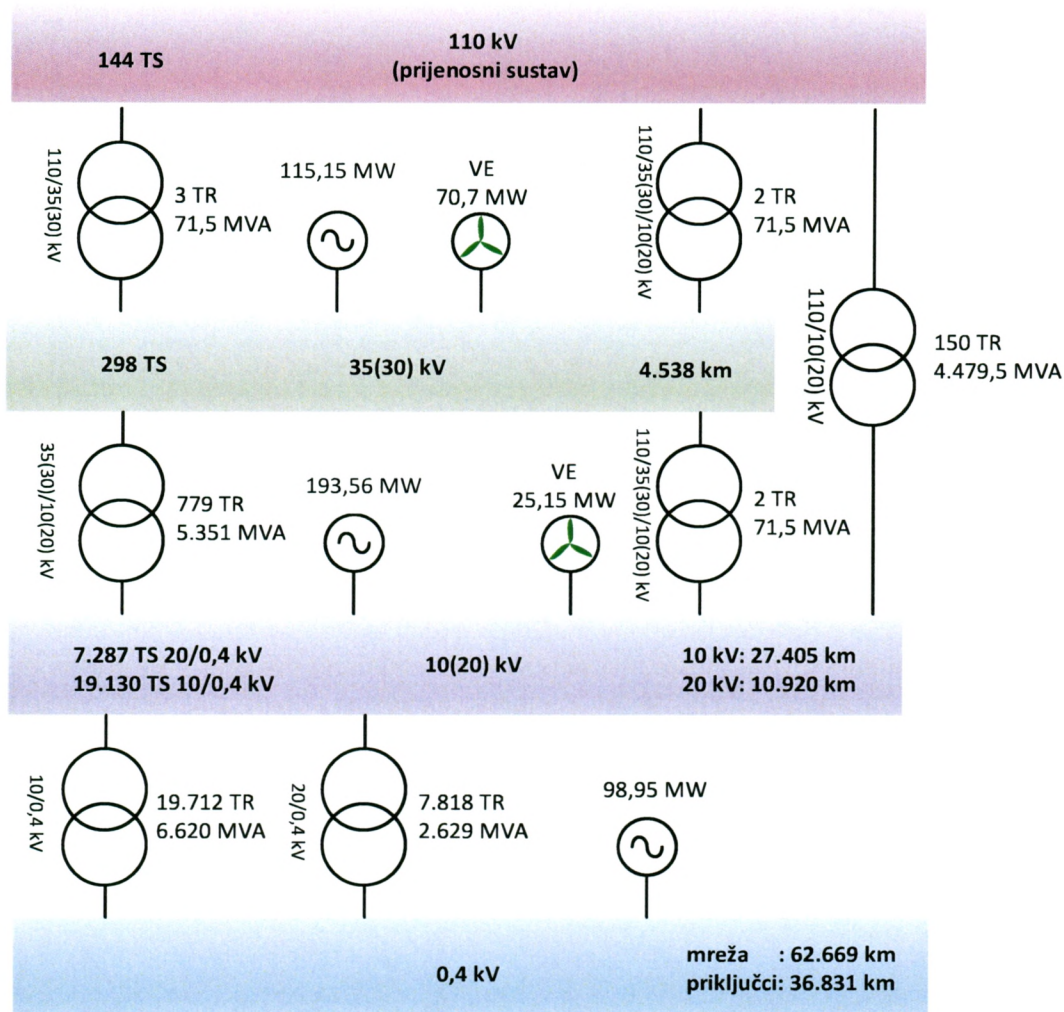 144 TS
110 kV
(prijenosni sustav)
110/35(30) kV
3 TR
71,5 MVA
115,15 MW
VE
70,7 MW
110/35(30)/10(20) kV
2 TR
71,5 MVA
110/10(20) kV
150 TR
4.479,5 MVA
298 TS
35(30) kV
4.538 km
35(30)/10(20) kV
779 TR
5.351 MVA
193,56 MW
VE
25,15 MW
110/35(30)/10(20) kV
2 TR
71,5 MVA
7.287 TS 20/0,4 kV
19.130 TS 10/0,4 kV
10(20) kV
10 kV: 27.405 km
20 kV: 10.920 km
10/0,4 kV
19.712 TR
6.620 MVA
20/0,4 kV
7.818 TR
2.629 MVA
98,95 MW
0,4 kV
mreža : 62.669 km
priključci: 36.831 km